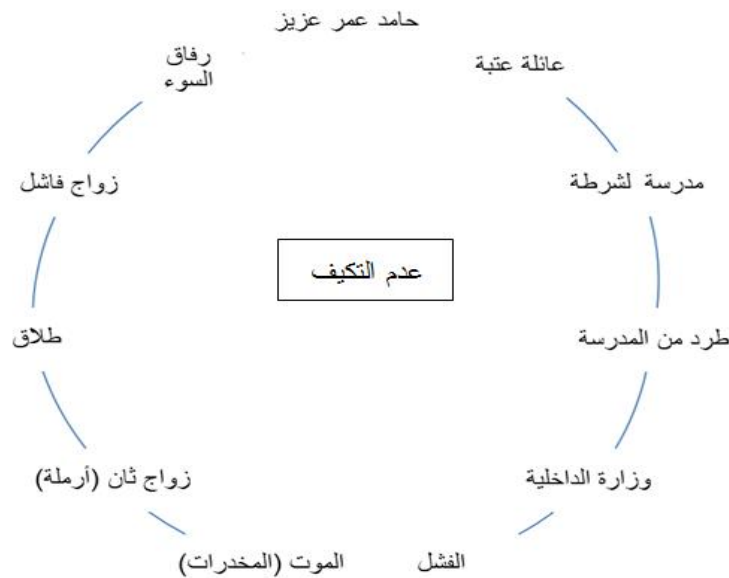 حامد عمر عزيز
عائلة عتبة
مدرسة لشرطة
طرد من المدرسة
وزارة الداخلية
الفشل
الموت (المخدرات)
زواج ثان (أرملة)
طلاق
زواج فاشل
رفاق
السوء
عدم التكيف